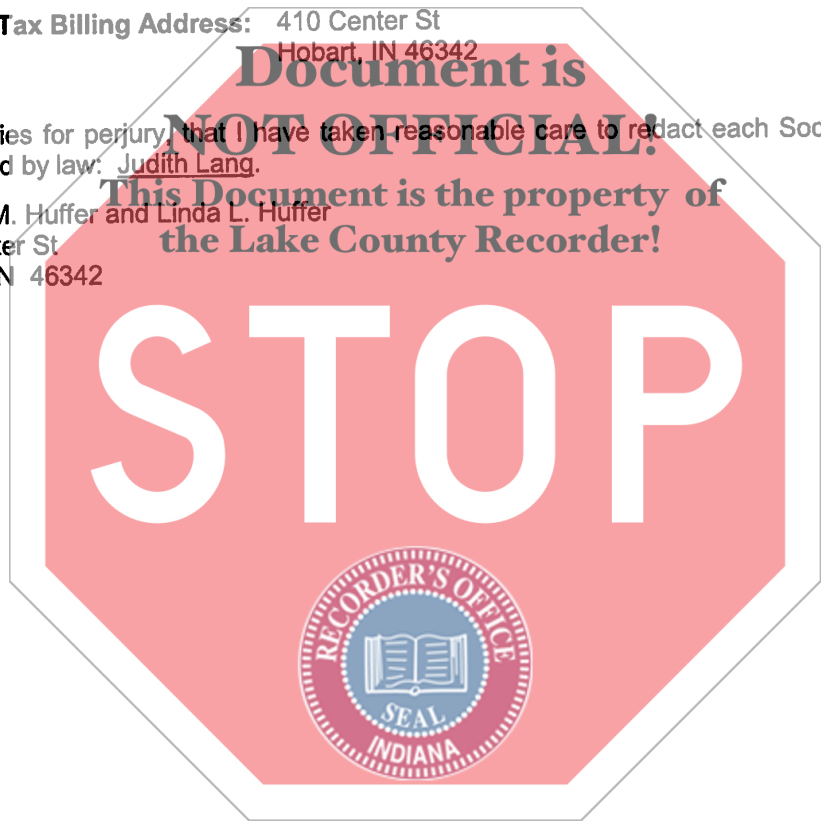 Tax Billing Address: 410 Center St
Hobart, IN 46342
Document is
ies for perjury, that I have taken reasonable care to redact each Soc
NOT OFFICIAL!
d by law: Judith Lang.
This Document is the property of
M. Huffer and Linda L. Huffer
the Lake County Recorder!
er St.
N 46342
STOP
RECORDER'S OFFICE
SEAL
INDIANA